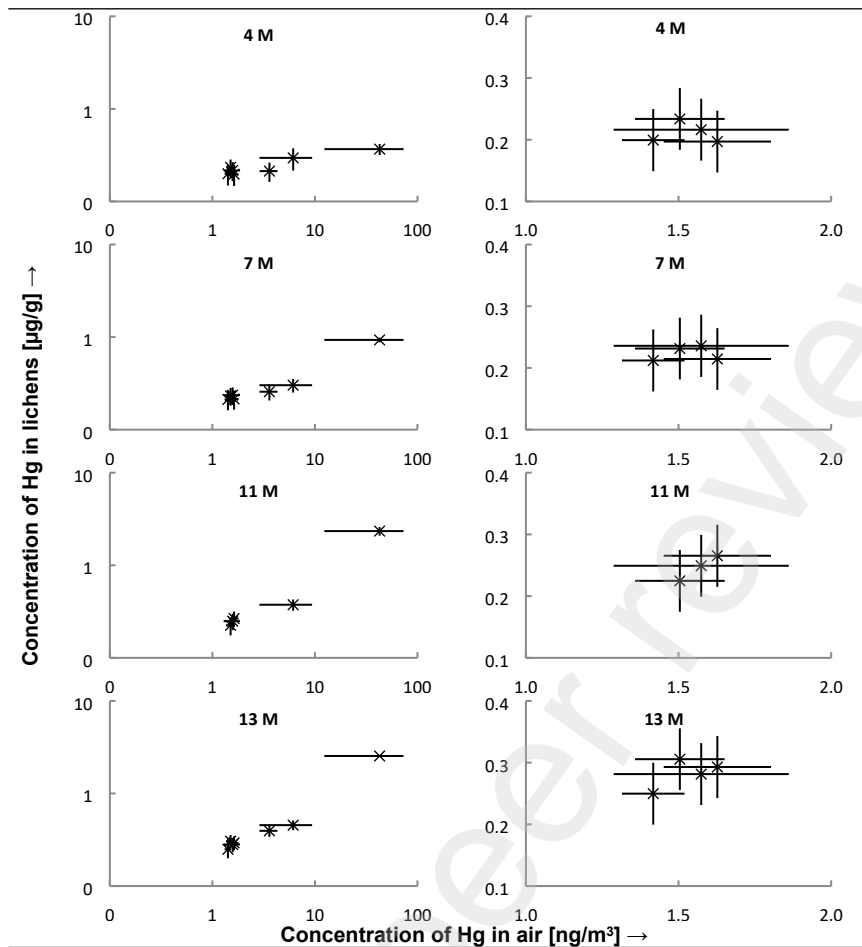 Concentration of Hg in lichens [µg/g] →
4 M
10
1
0
0 1 10 100
4 M
0.4
0.3
0.2
0.1
1.0 1.5 2.0
7 M
10
1
0
0 1 10 100
7 M
0.4
0.3
0.2
0.1
1.0 1.5 2.0
11 M
10
1
0
0 1 10 100
11 M
0.4
0.3
0.2
0.1
1.0 1.5 2.0
13 M
10
1
0
0 1 10 100
13 M
0.4
0.3
0.2
0.1
1.0 1.5 2.0
Concentration of Hg in air [ng/m³] →
eer review